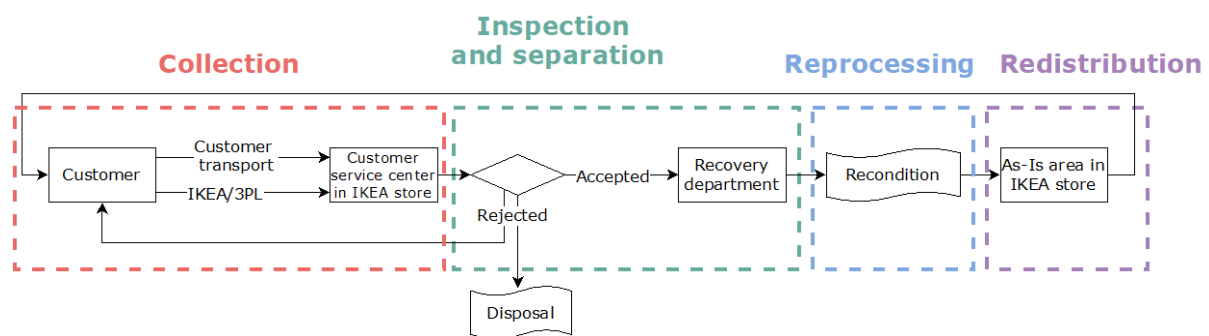 Inspection
and separation
Collection
Reprocessing
Redistribution
Customer
Customer
transport
IKEA/3PL
Customer
service center
in IKEA store
Accepted
Rejected
Recovery
department
Recondition
As-Is area in
IKEA store
Disposal